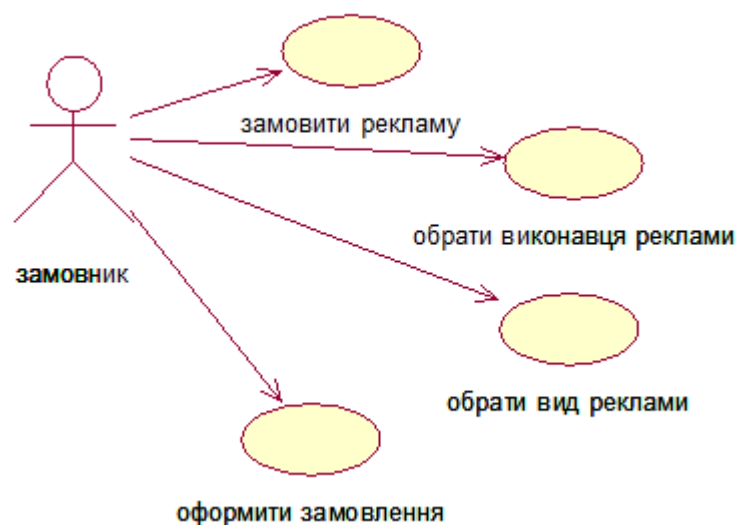 замовити рекламу
обрати виконавця реклами
замовник
обрати вид реклами
оформити замовлення